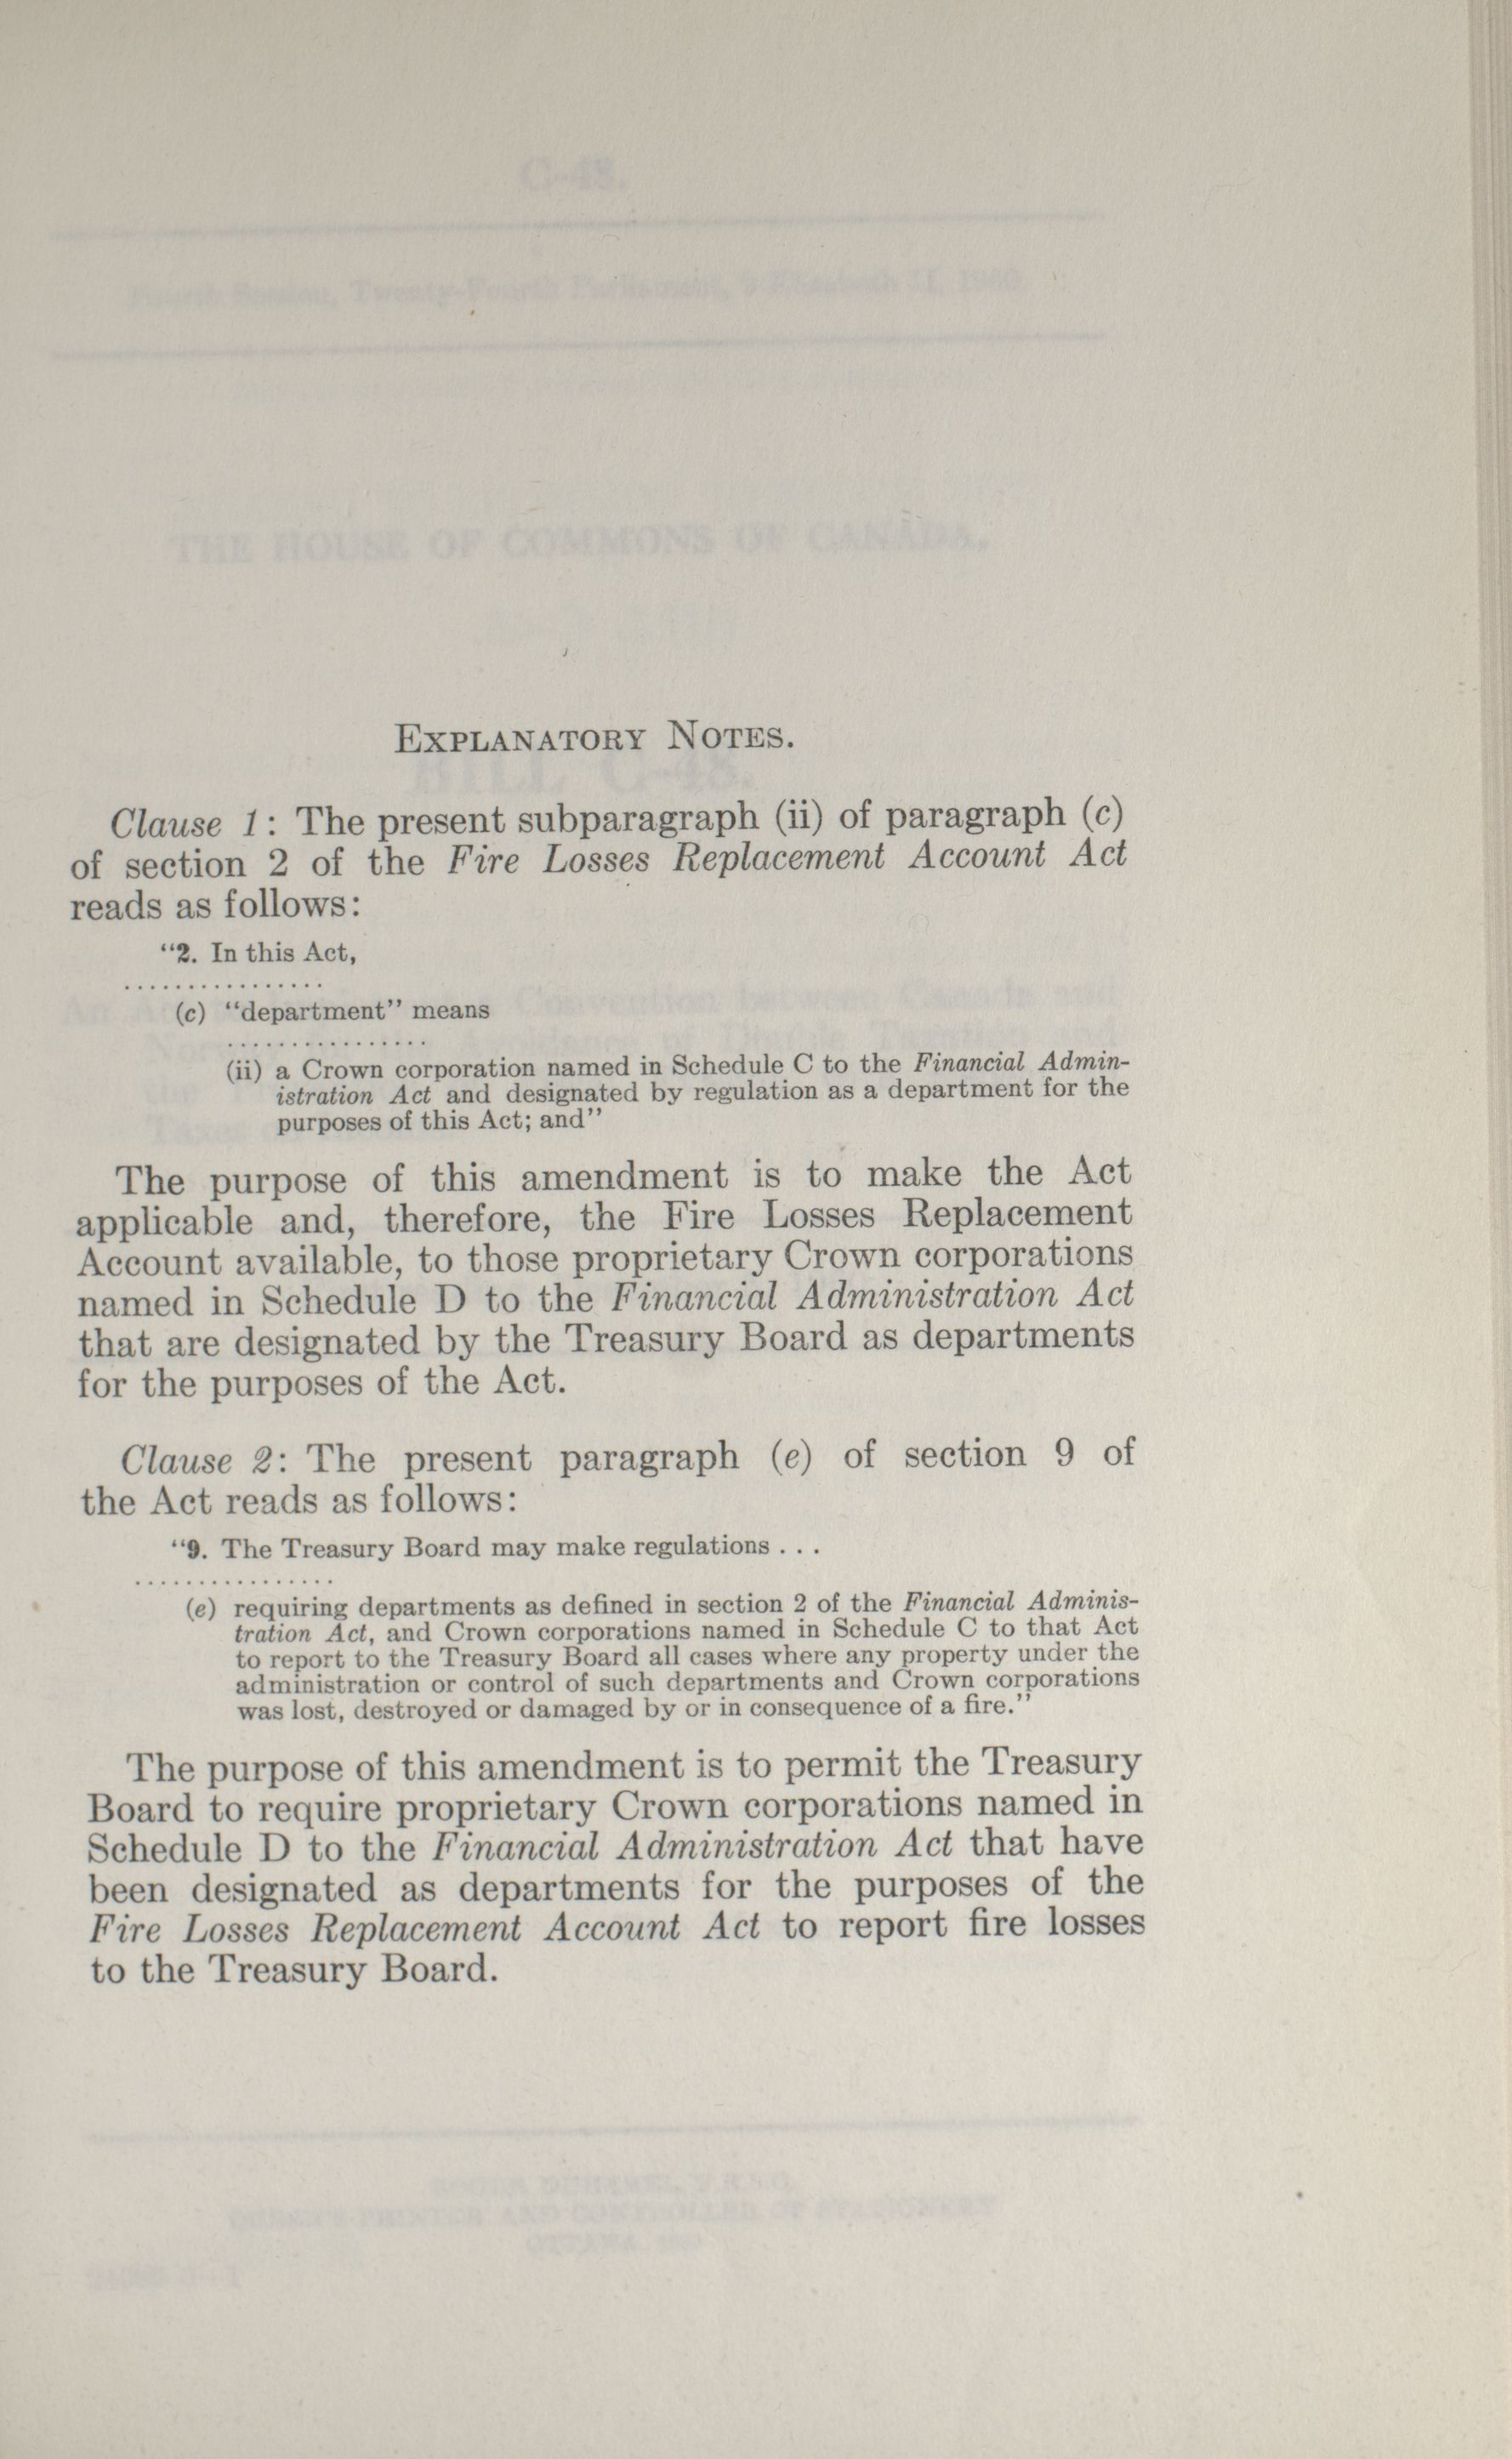 EXPLANATORY NOTES.
Clause 1: The present subparagraph (ii) of paragraph (c)
of section 2 of the Fire Losses Replacement Account Act
reads as follows:
“2. In this Act,
................
(c) “department” means
................
(ii) a Crown corporation named in Schedule C to the Financial Admin-
istration Act and designated by regulation as a department for the
purposes of this Act; and”
The purpose of this amendment is to make the Act
applicable and, therefore, the Fire Losses Replacement
Account available, to those proprietary Crown corporations
named in Schedule D to the Financial Administration Act
that are designated by the Treasury Board as departments
for the purposes of the Act.
Clause 2: The present paragraph (e) of section 9 of
the Act reads as follows:
“9. The Treasury Board may make regulations . . .
................
(e) requiring departments as defined in section 2 of the Financial Adminis-
tration Act, and Crown corporations named in Schedule C to that Act
to report to the Treasury Board all cases where any property under the
administration or control of such departments and Crown corporations
was lost, destroyed or damaged by or in consequence of a fire.”
The purpose of this amendment is to permit the Treasury
Board to require proprietary Crown corporations named in
Schedule D to the Financial Administration Act that have
been designated as departments for the purposes of the
Fire Losses Replacement Account Act to report fire losses
to the Treasury Board.